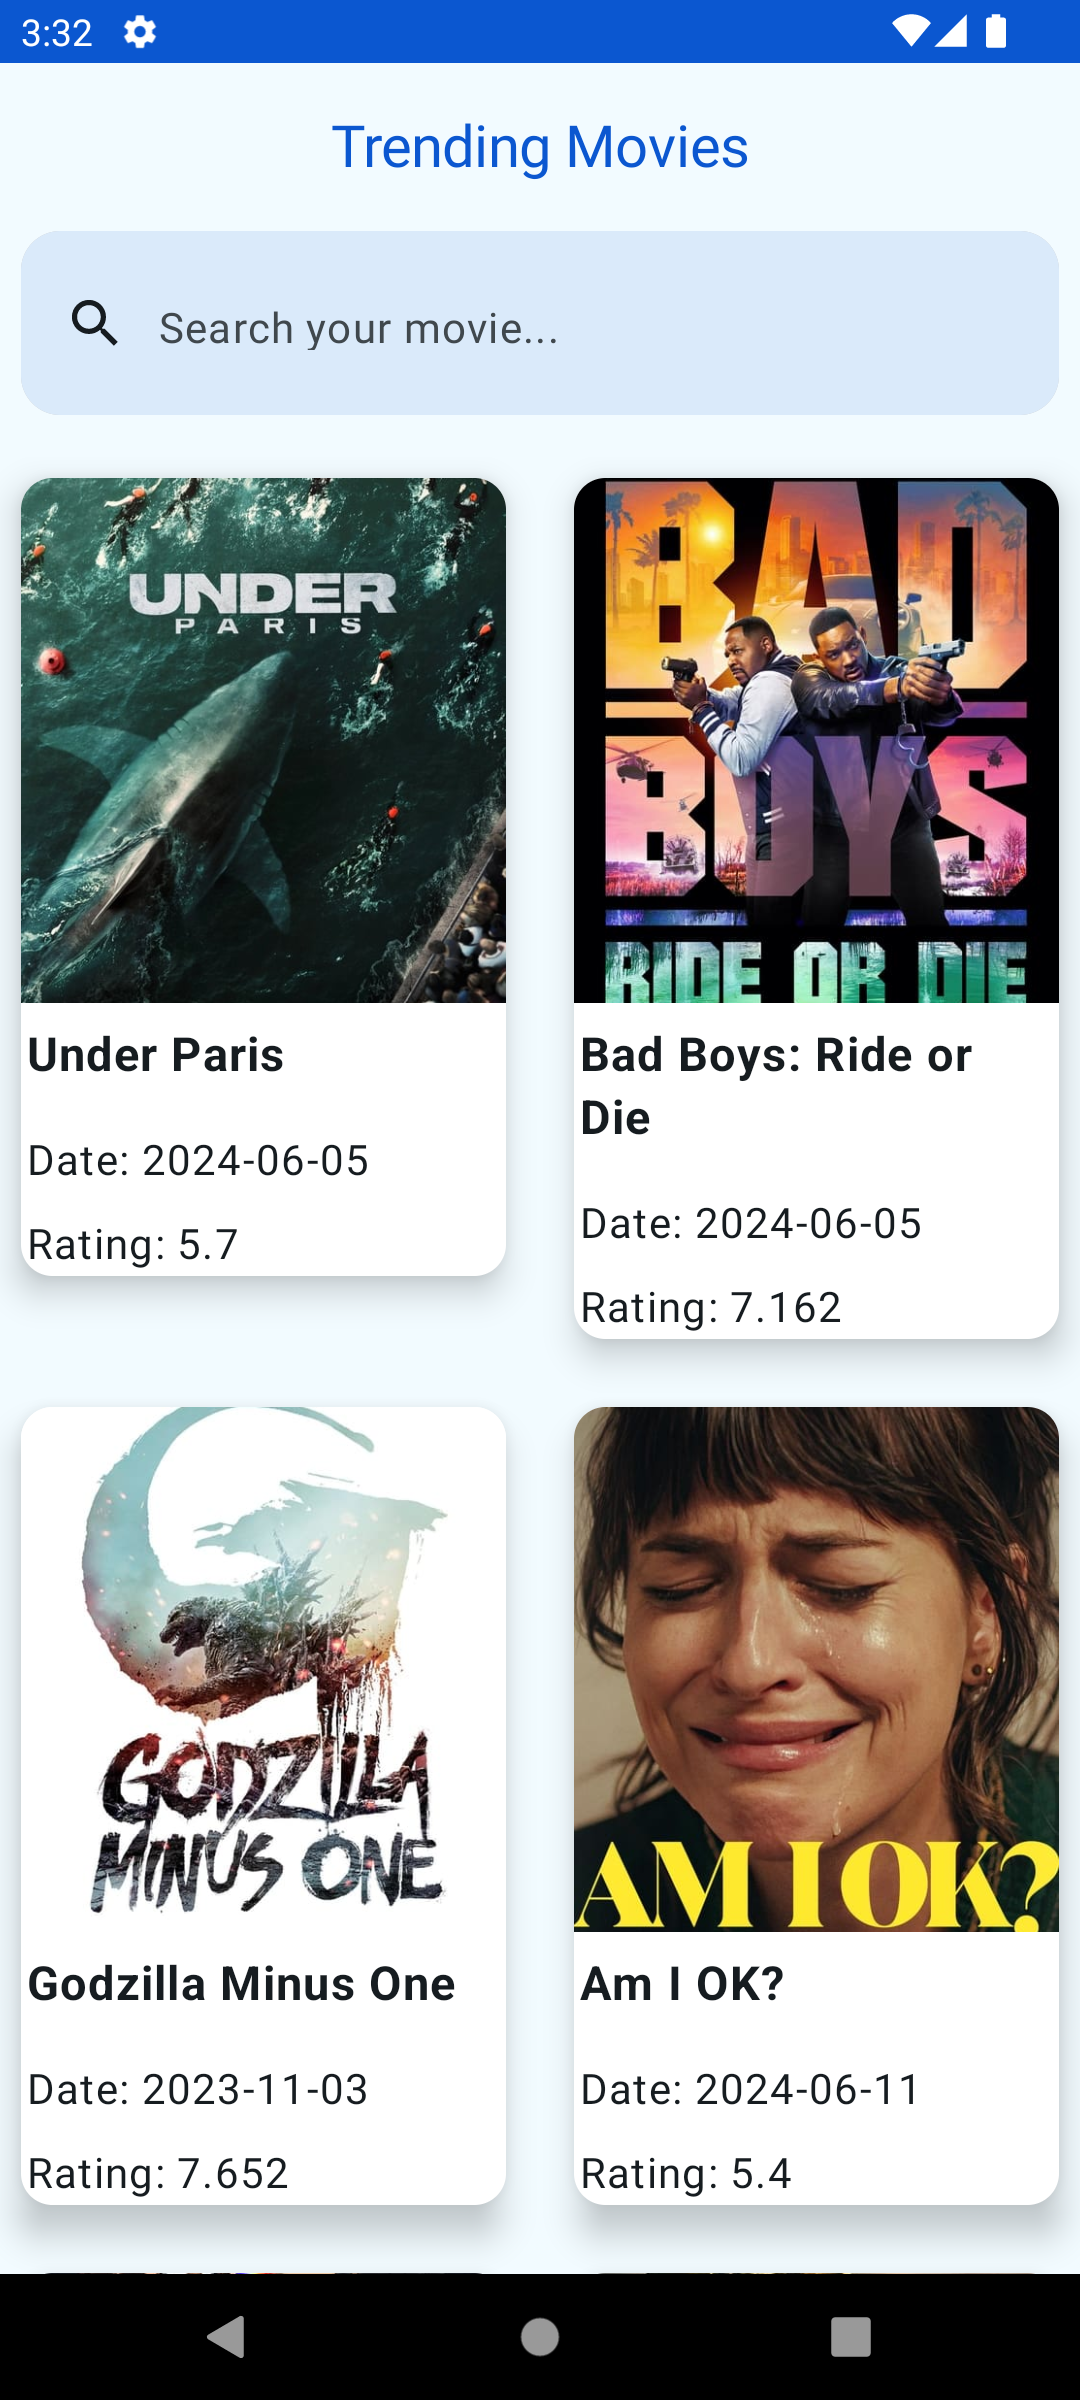 3:32
Trending Movies
Search your movie...
UNDER
PARIS
BAD
BOYS
RIDE OR DIE
Under Paris
Date: 2024-06-05
Rating: 5.7
Bad Boys: Ride or
Die
Date: 2024-06-05
Rating: 7.162
GODZILLA
MINUS ONE
AM I OK?
Godzilla Minus One
Date: 2023-11-03
Rating: 7.652
Am I OK?
Date: 2024-06-11
Rating: 5.4